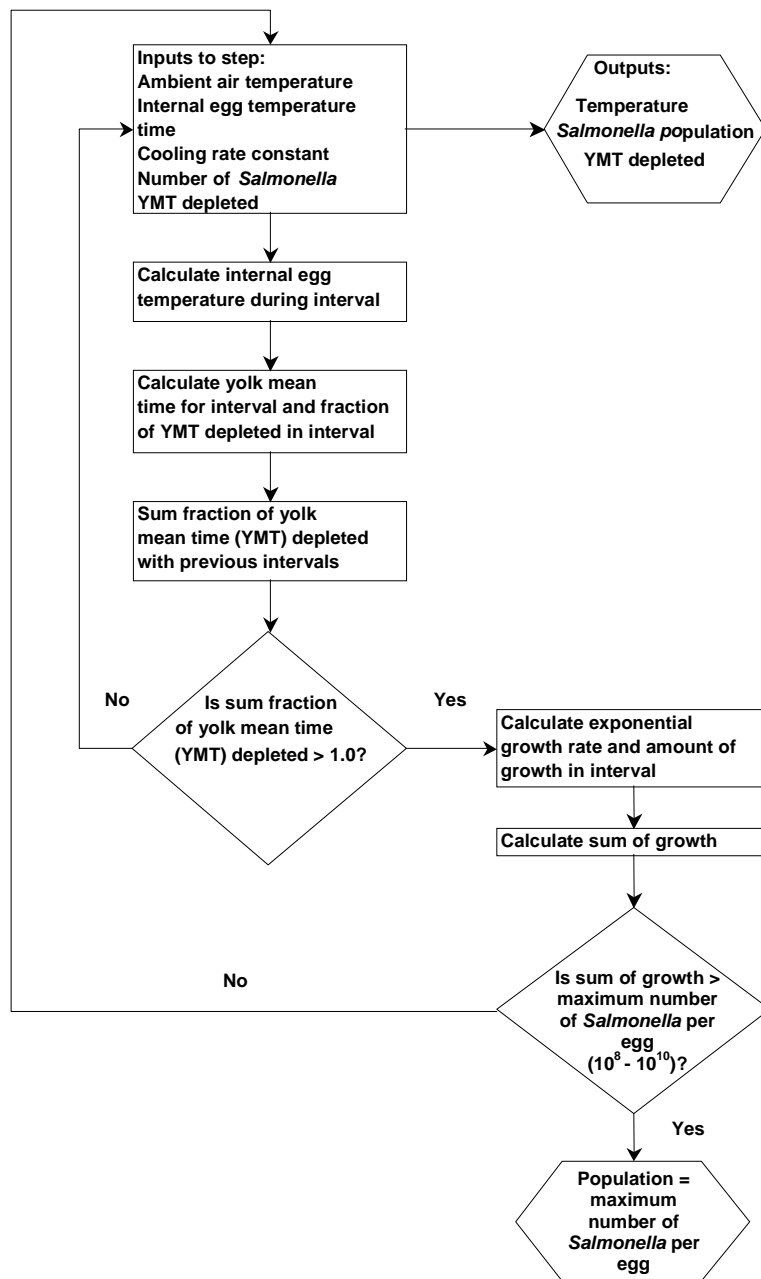 Inputs to step:
Ambient air temperature
Internal egg temperature
time
Cooling rate constant
Number of Salmonella
YMT depleted
Outputs:
Temperature
Salmonella population
YMT depleted
Calculate internal egg
temperature during interval
Calculate yolk mean
time for interval and fraction
of YMT depleted in interval
Sum fraction of yolk
mean time (YMT) depleted
with previous intervals
No
Is sum fraction
of yolk mean time
(YMT) depleted > 1.0?
Yes
Calculate exponential
growth rate and amount of
growth in interval
Calculate sum of growth
No
Is sum of growth >
maximum number
of Salmonella per
egg
(10⁸ - 10¹⁰)?
Yes
Population =
maximum
number of
Salmonella per
egg